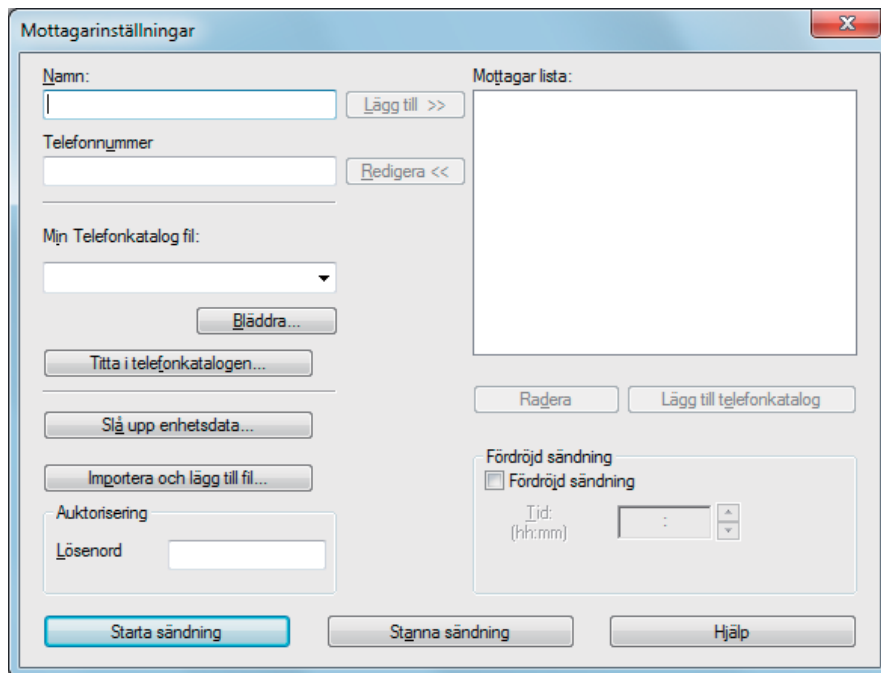 Mottagarinställningar
Namn:
Lägg till >>
Telefonnummer
Redigera <<
Min Telefonkatalog fil:
Bläddra...
Titta i telefonkatalogen...
Slå upp enhetsdata...
Importera och lägg till fil...
Auktorisering
Lösenord
Mottagar lista:
Radera
Lägg till telefonkatalog
Fördröjd sändning
Fördröjd sändning
Tid:
(hh:mm)
:
Starta sändning
Stanna sändning
Hjälp